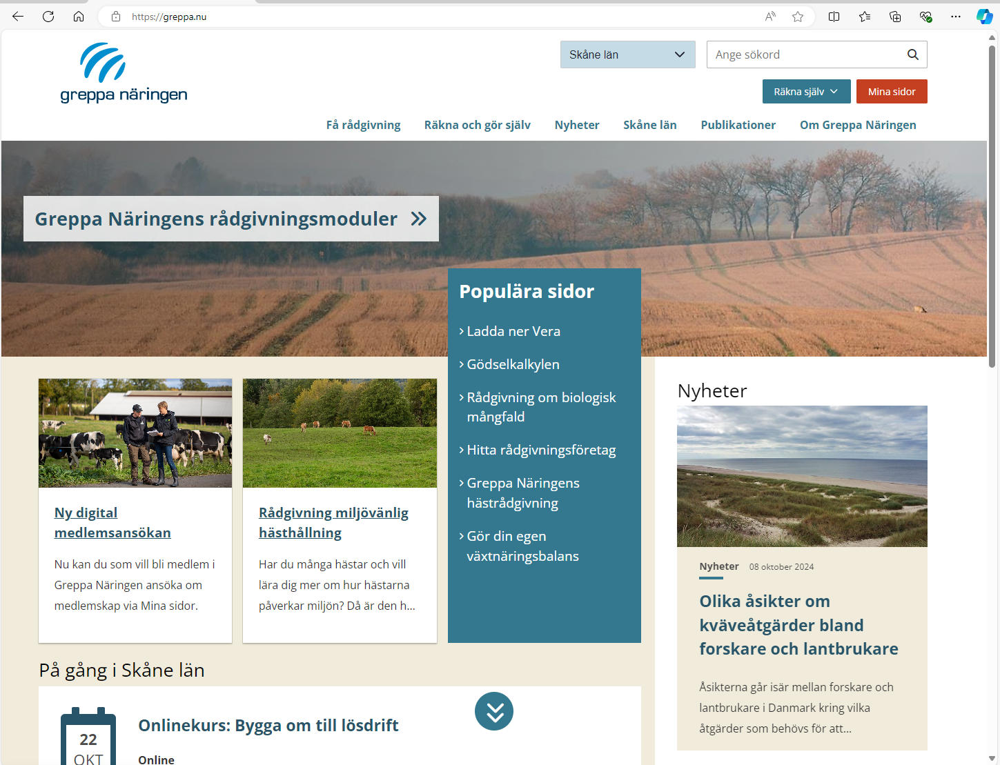 https://greppa.nu
Skåne län
Ange sökord
greppa näringen
Räkna själv
Mina sidor
Få rådgivning
Räkna och gör själv
Nyheter
Skåne län
Publikationer
Om Greppa Näringen
Greppa Näringens rådgivningsmoduler
Populära sidor
Ladda ner Vera
Gödselkalkylen
Rådgivning om biologisk
mångfald
Hitta rådgivningsföretag
Greppa Näringens
hästrådgivning
Gör din egen
växtnäringsbalans
Ny digital
medlemsansökan
Nu kan du som vill bli medlem i
Greppa Näringen ansöka om
medlemskap via Mina sidor.
Rådgivning miljövänlig
hästhållning
Har du många hästar och vill
lära dig mer om hur hästarna
påverkar miljön? Då är den h...
Nyheter
Nyheter 08 oktober 2024
Olika åsikter om
kväveåtgärder bland
forskare och lantbrukare
Åsikterna går isär mellan forskare och
lantbrukare i Danmark kring vilka
åtgärder som behövs för att...
På gång i Skåne län
22
OKT
Onlinekurs: Bygga om till lösdrift
Online